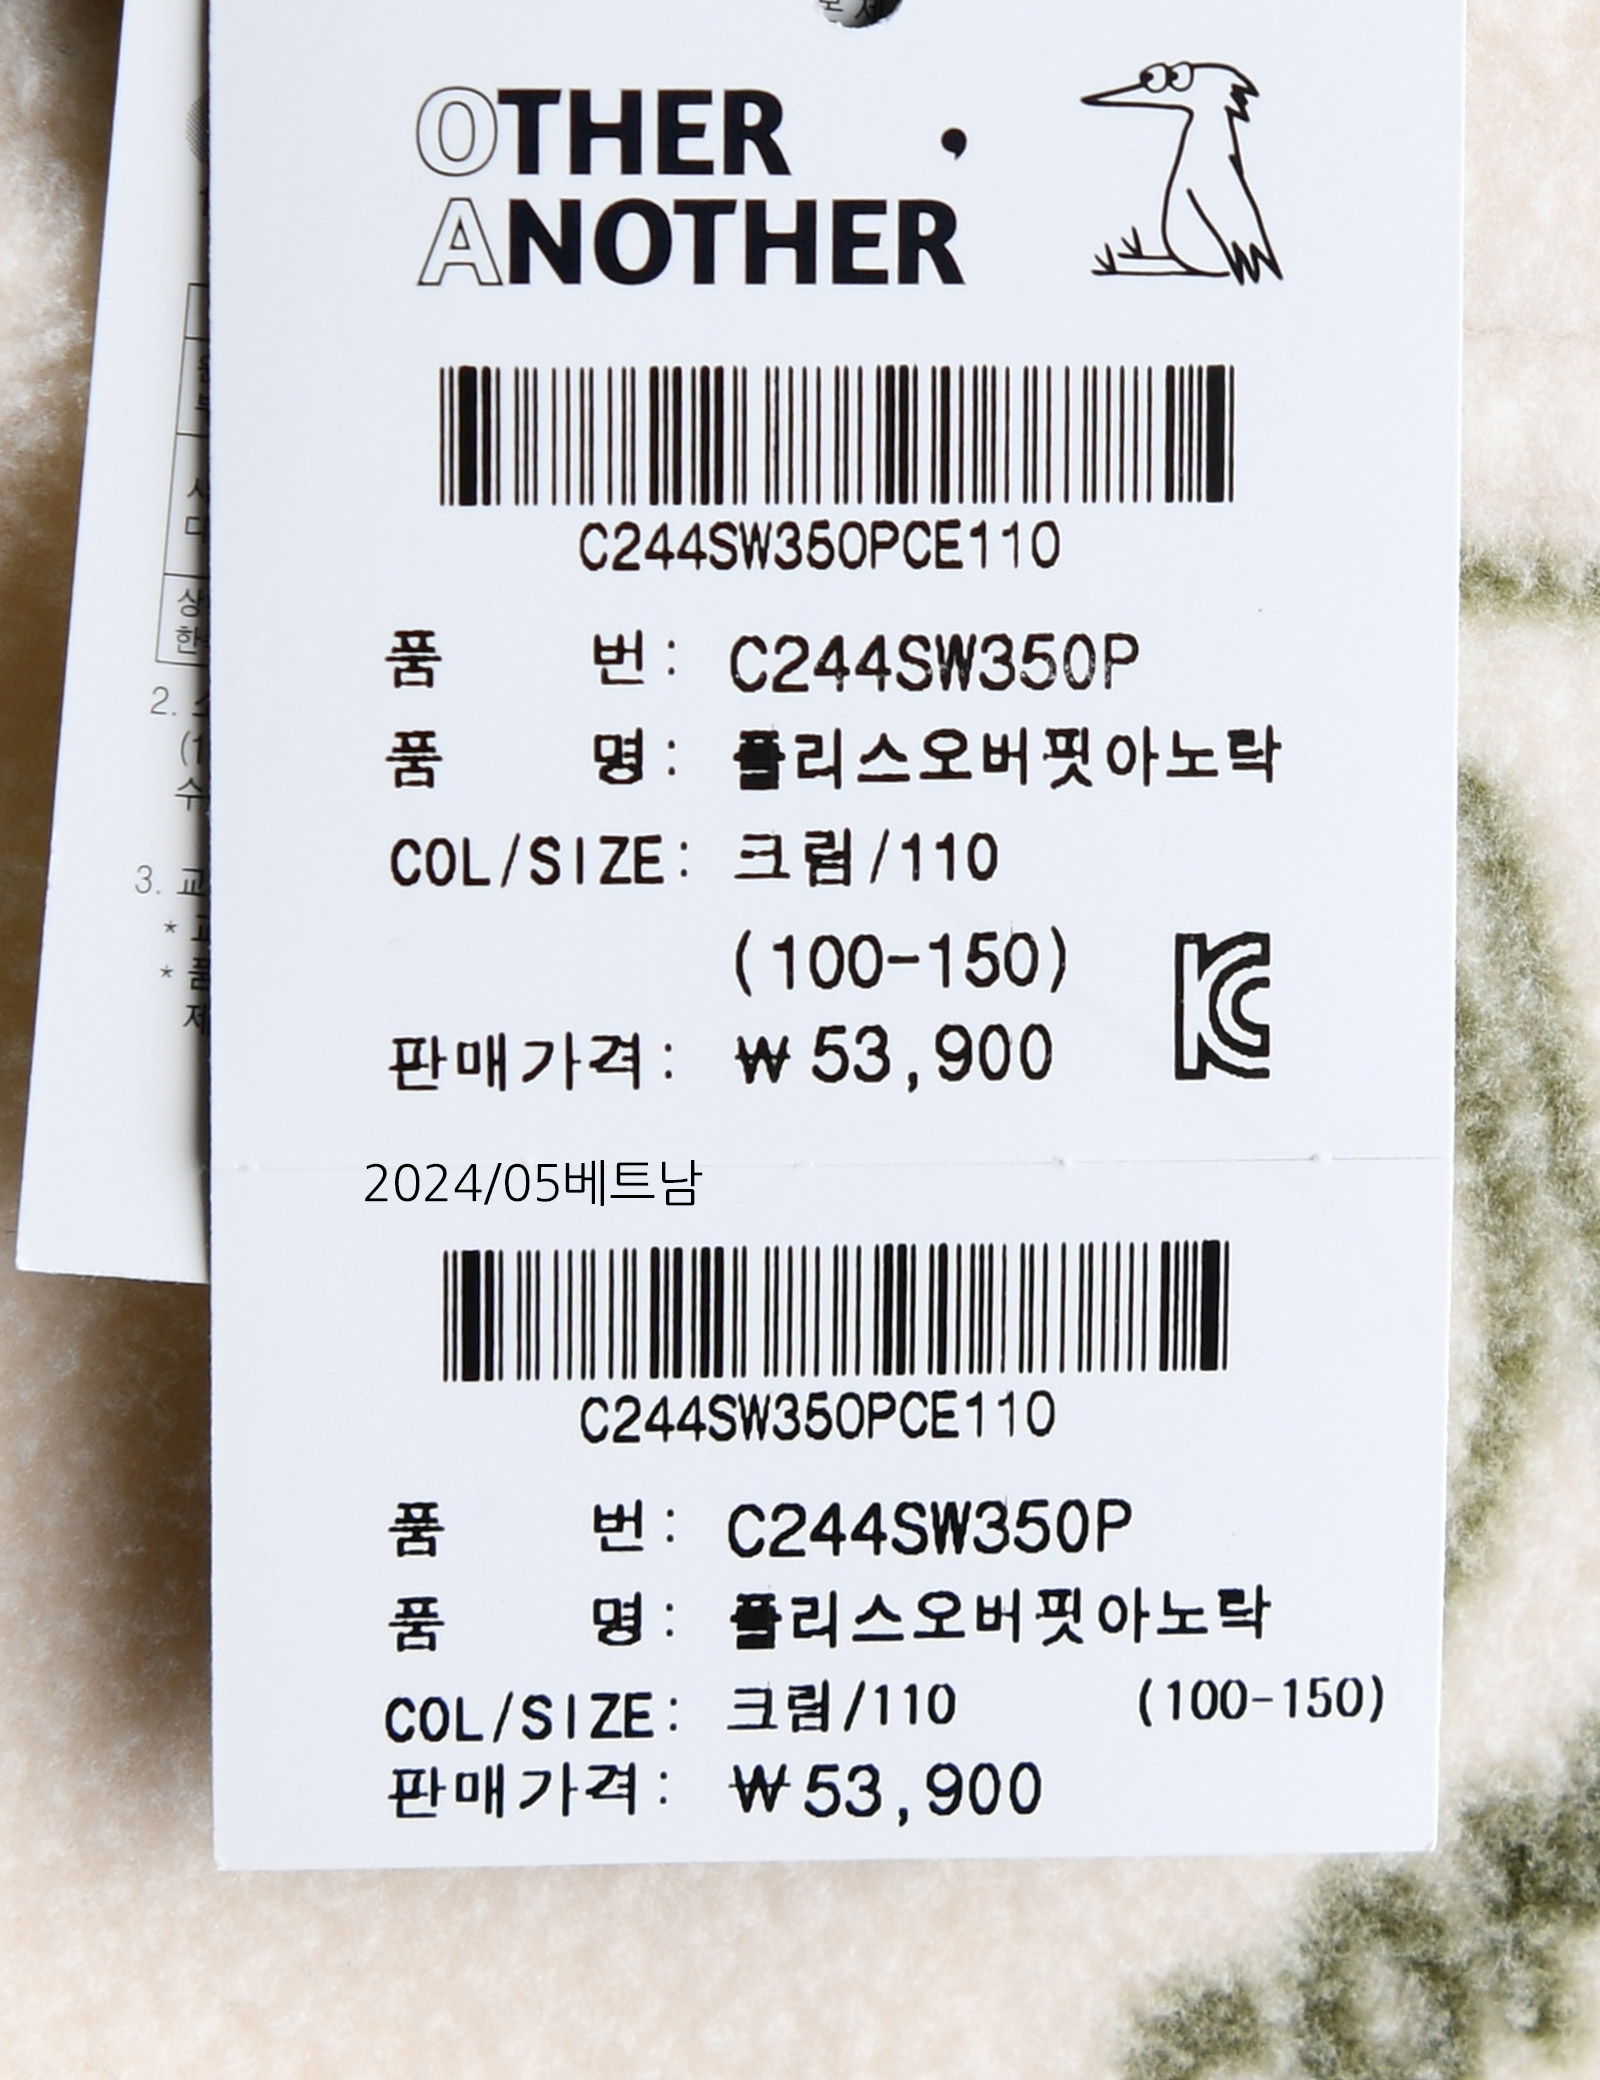 OTHER,
ANOTHER
C244SW350PCE110
품 번: C244SW350P
품 명: 플리스오버핏아노락
COL/SIZE: 크림/110
(100-150)
판매가격: ₩53,900
2024/05베트남
C244SW350PCE110
품 번: C244SW350P
품 명: 플리스오버핏아노락
COL/SIZE: 크림/110 (100-150)
판매가격: ₩53,900
2.
3.